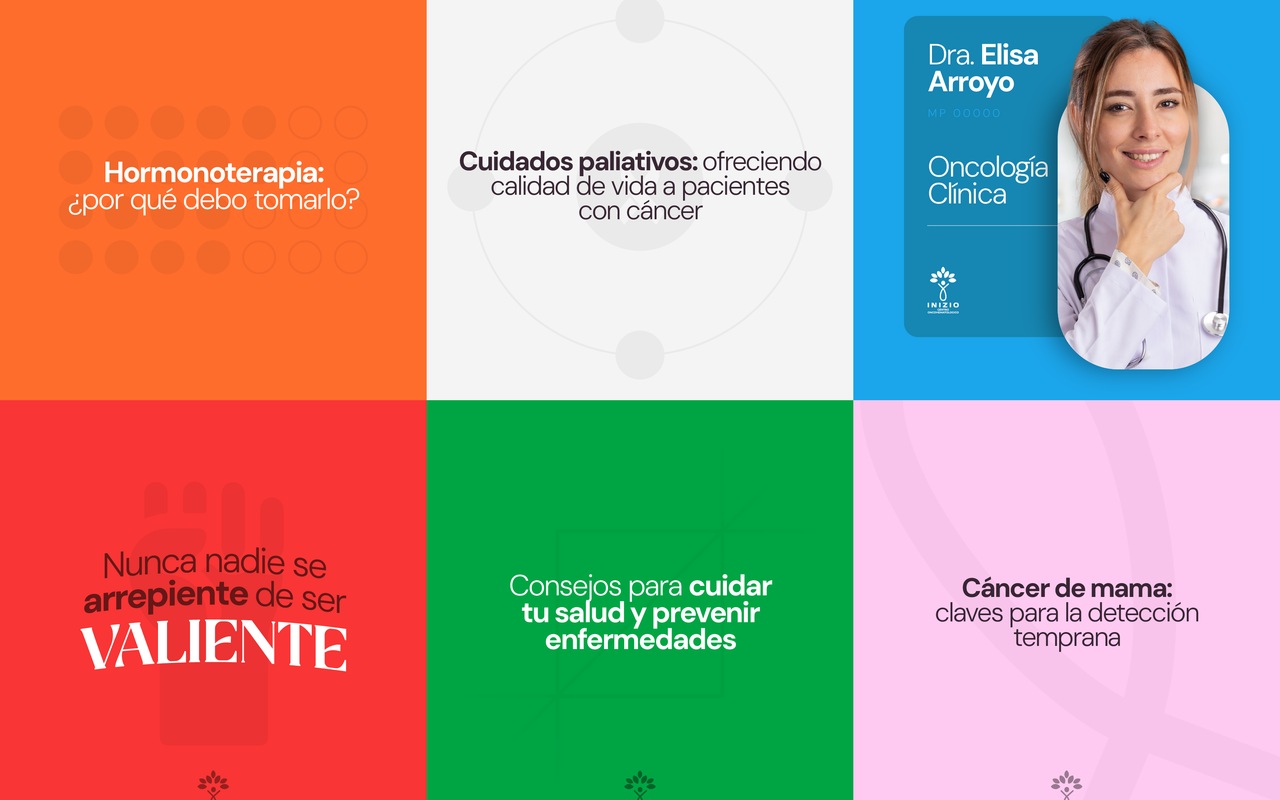 Hormonoterapia:
¿por qué debo tomarlo?
Cuidados paliativos: ofreciendo
calidad de vida a pacientes
con cáncer
Dra. Elisa
Arroyo
MP 00000
Oncología
Clínica
INIZIO
Nunca nadie se
arrepiente de ser
VALIENTE
Consejos para cuidar
tu salud y prevenir
enfermedades
Cáncer de mama:
claves para la detección
temprana